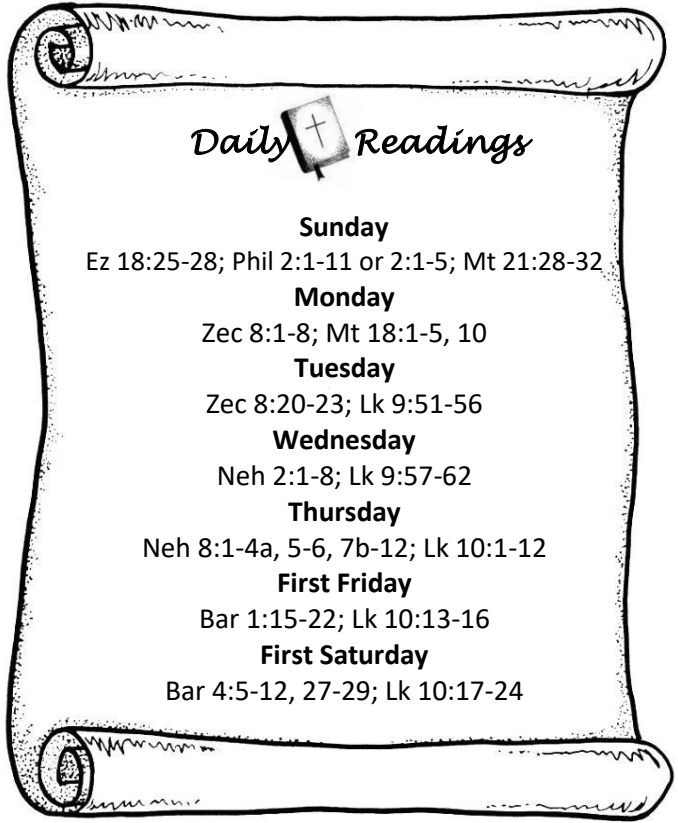 Daily Readings
Sunday
Ez 18:25-28; Phil 2:1-11 or 2:1-5; Mt 21:28-32
Monday
Zec 8:1-8; Mt 18:1-5, 10
Tuesday
Zec 8:20-23; Lk 9:51-56
Wednesday
Neh 2:1-8; Lk 9:57-62
Thursday
Neh 8:1-4a, 5-6, 7b-12; Lk 10:1-12
First Friday
Bar 1:15-22; Lk 10:13-16
First Saturday
Bar 4:5-12, 27-29; Lk 10:17-24